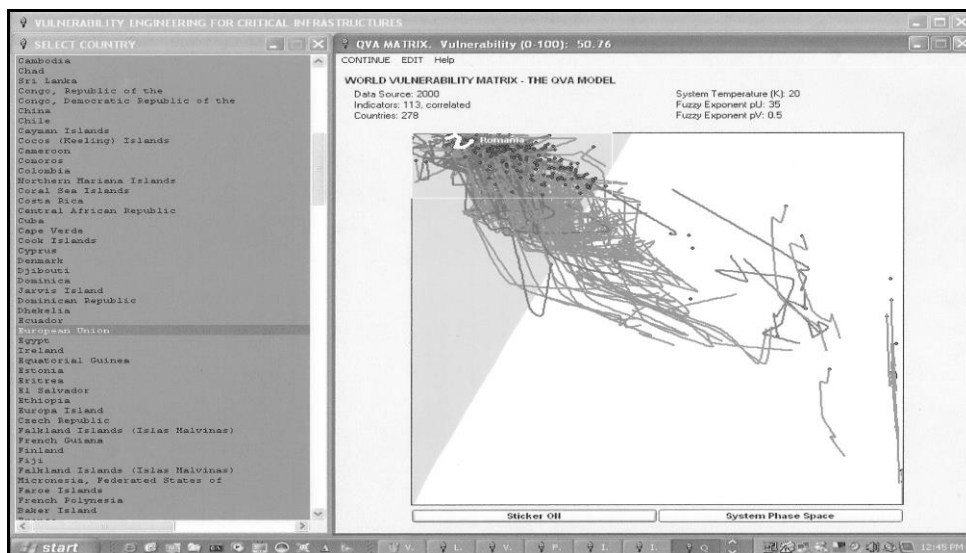 VULNERABILITY ENGINEERING FOR CRITICAL INFRASTRUCTURES
SELECT COUNTRY
Cambodia
Chad
Sri Lanka
Congo, Republic of the
Congo, Democratic Republic of the
China
Chile
Cayman Islands
Cocos (Keeling) Islands
Cameroon
Comoros
Colombia
Northern Mariana Islands
Coral Sea Islands
Costa Rica
Central African Republic
Cuba
Cape Verde
Cook Islands
Cyprus
Denmark
Djibouti
Dominica
Jarvis Island
Dominican Republic
Dhekelia
Ecuador
European Union
Egypt
Ireland
Equatorial Guinea
Estonia
Eritrea
El Salvador
Ethiopia
Europa Island
Czech Republic
Falkland Islands (Islas Malvinas)
French Guiana
Finland
Fiji
Falkland Islands (Islas Malvinas)
Micronesia, Federated States of
Faroe Islands
French Polynesia
Baker Island
QVA MATRIX. Vulnerability (0-100): 50.76
CONTINUE EDIT Help
WORLD VULNERABILITY MATRIX - THE QVA MODEL
Data Source: 2000
Indicators: 113, correlated
Countries: 278
System Temperature (K): 20
Fuzzy Exponent pU: 35
Fuzzy Exponent pV: 0.5
Romania
Sticker Off
System Phase Space
start
12:45 PM